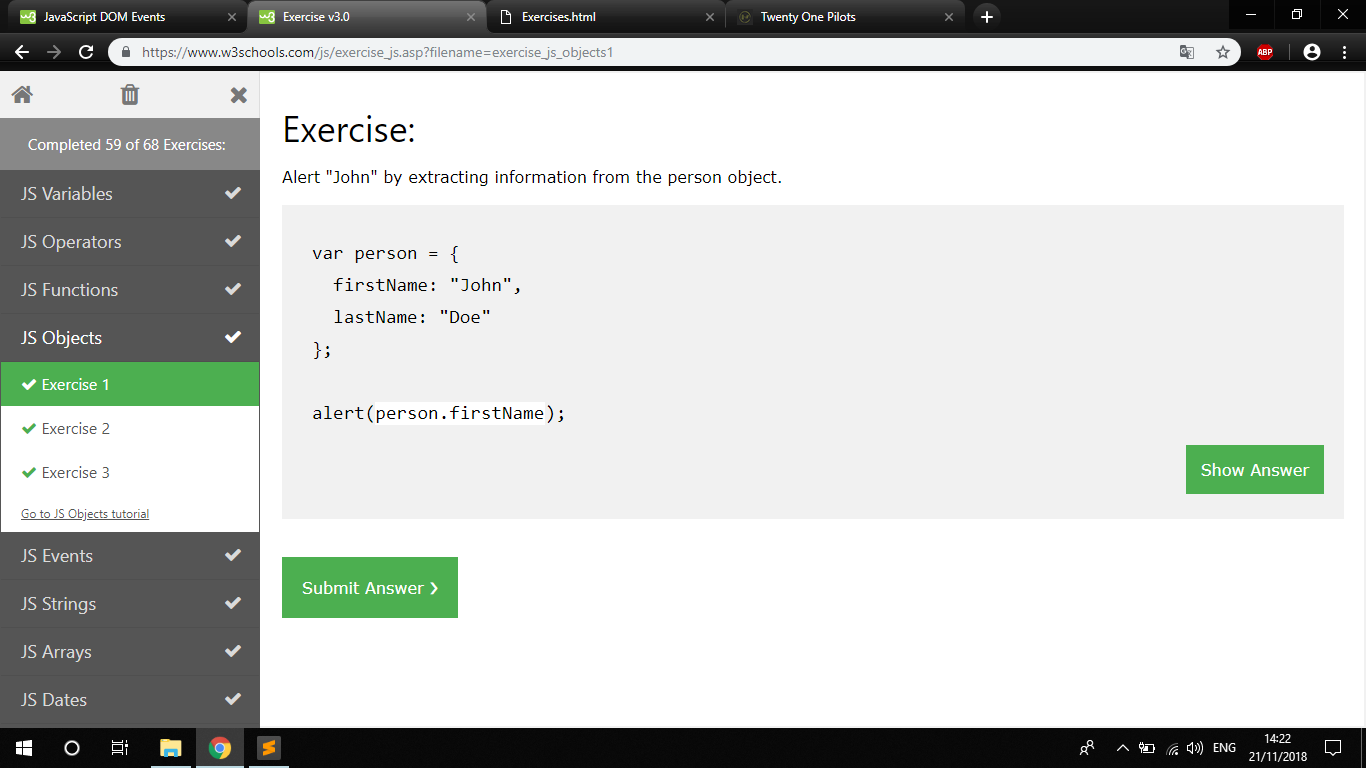 JavaScript DOM Events
Exercise v3.0
Exercises.html
Twenty One Pilots
https://www.w3schools.com/js/exercise_js.asp?filename=exercise_js_objects1
ABP
Completed 59 of 68 Exercises:
JS Variables
JS Operators
JS Functions
JS Objects
Exercise 1
Exercise 2
Exercise 3
Go to JS Objects tutorial
JS Events
JS Strings
JS Arrays
JS Dates
Exercise:
Alert "John" by extracting information from the person object.
var person = {
firstName: "John",
lastName: "Doe"
};
alert(person.firstName);
Show Answer
Submit Answer ❯
ENG
14:22
21/11/2018